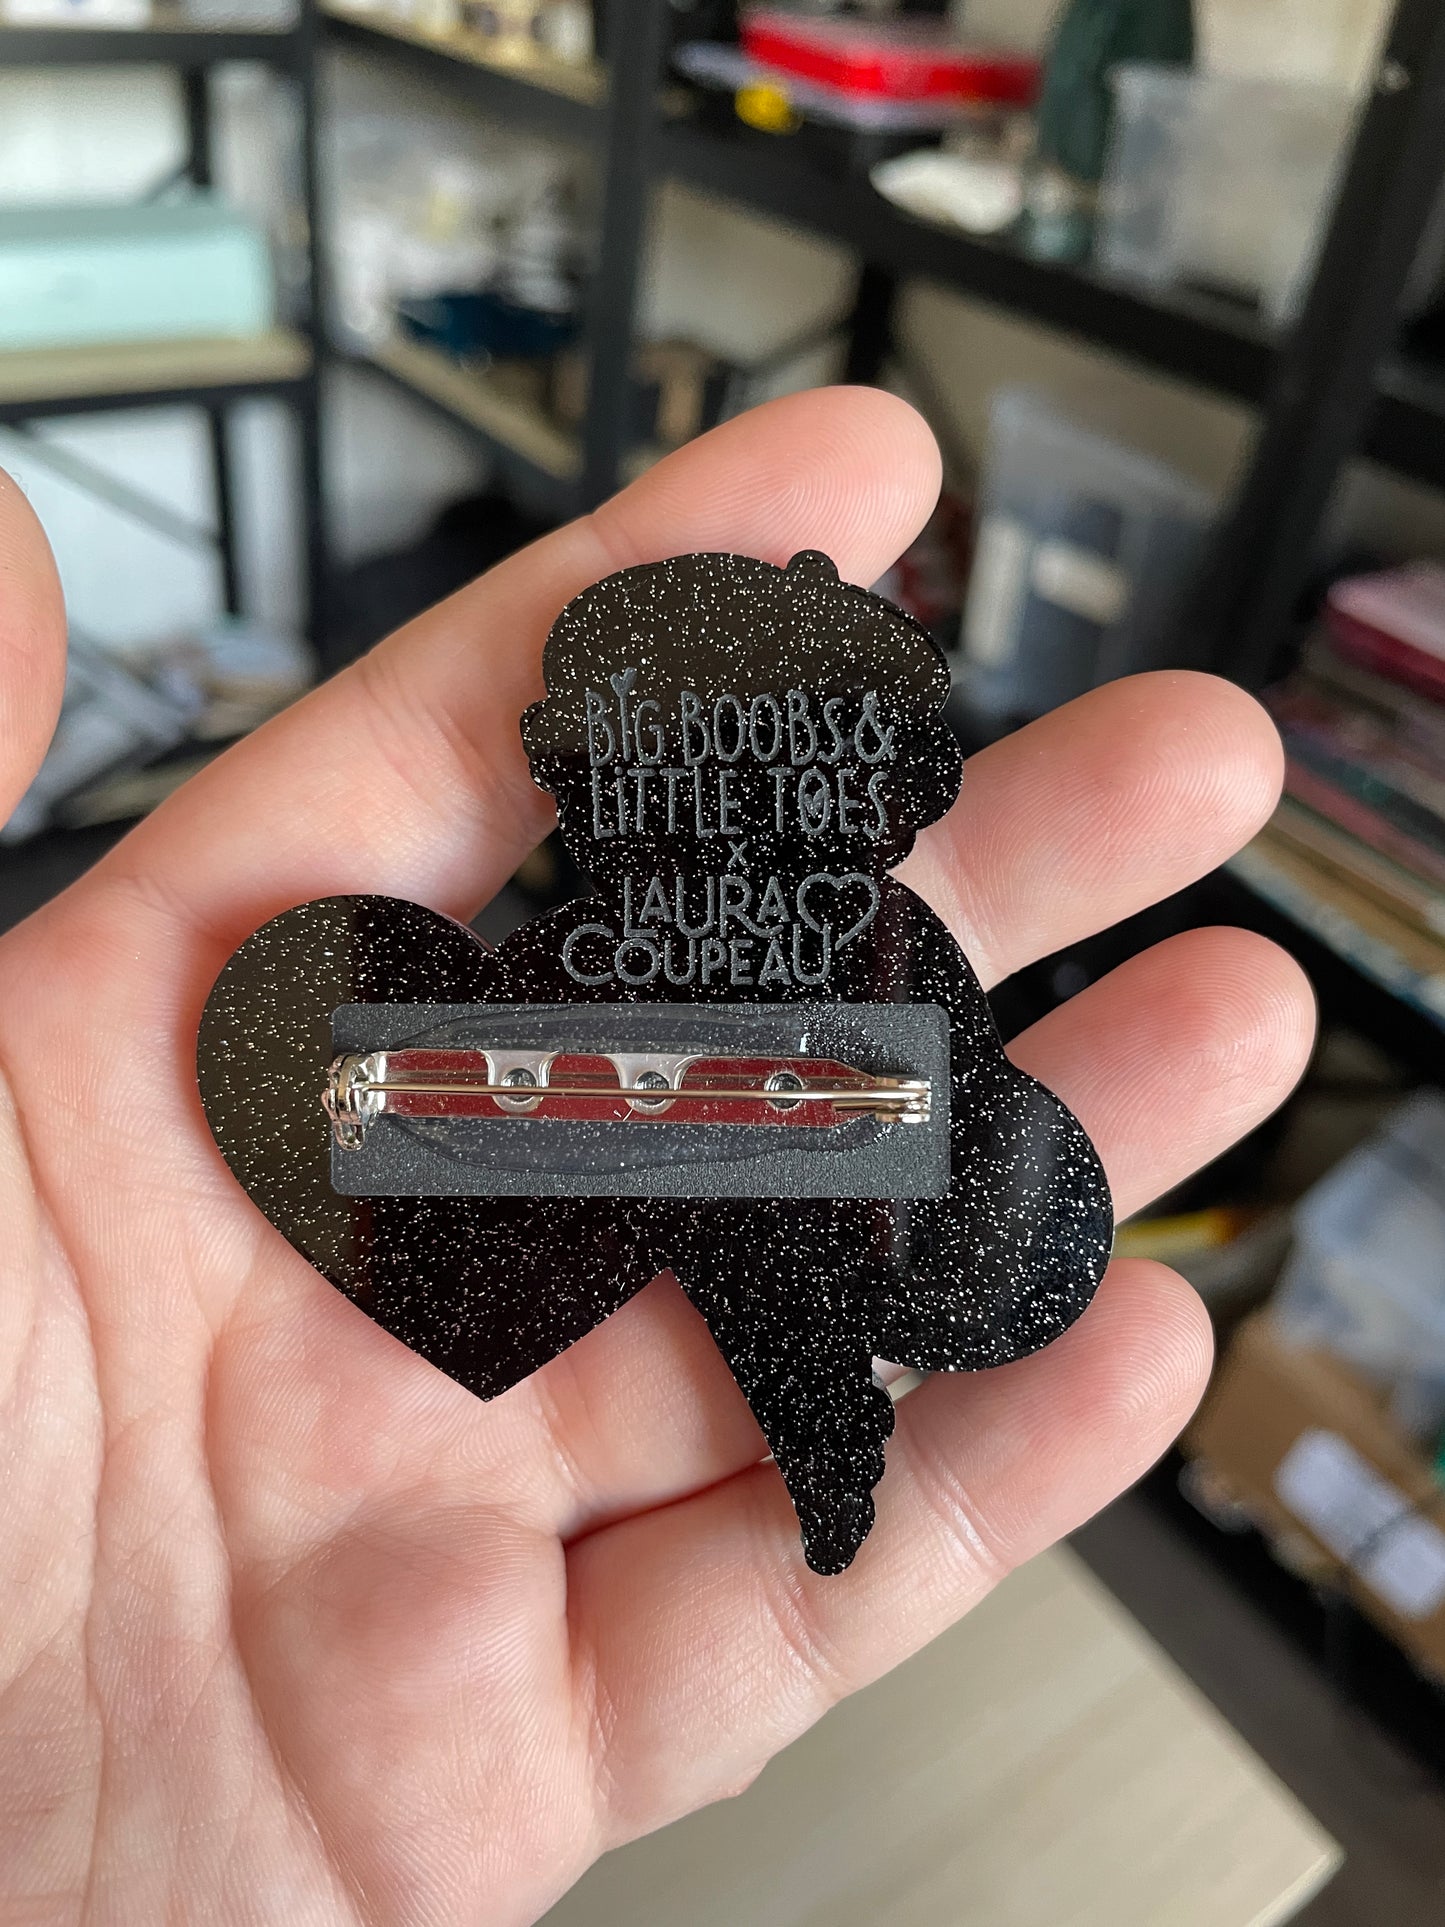 BiG BOOBS &
LiTTLE TOES
x
LAURA
COUPEAU